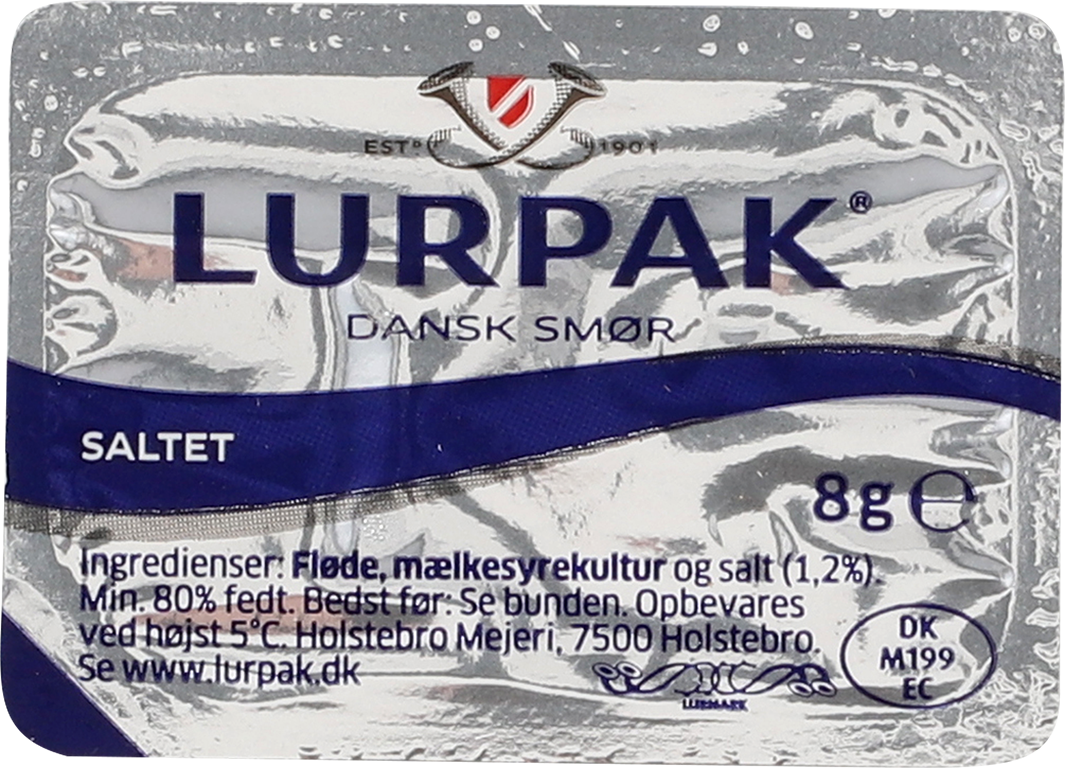 ESTD 1901
LURPAK®
DANSK SMØR
SALTET
8g ℮
Ingredienser: Fløde, mælkesyrekultur og salt (1,2%).
Min. 80% fedt. Bedst før: Se bunden. Opbevares
ved højst 5°C. Holstebro Mejeri, 7500 Holstebro.
Se www.lurpak.dk
LURMARK
DK
M199
EC